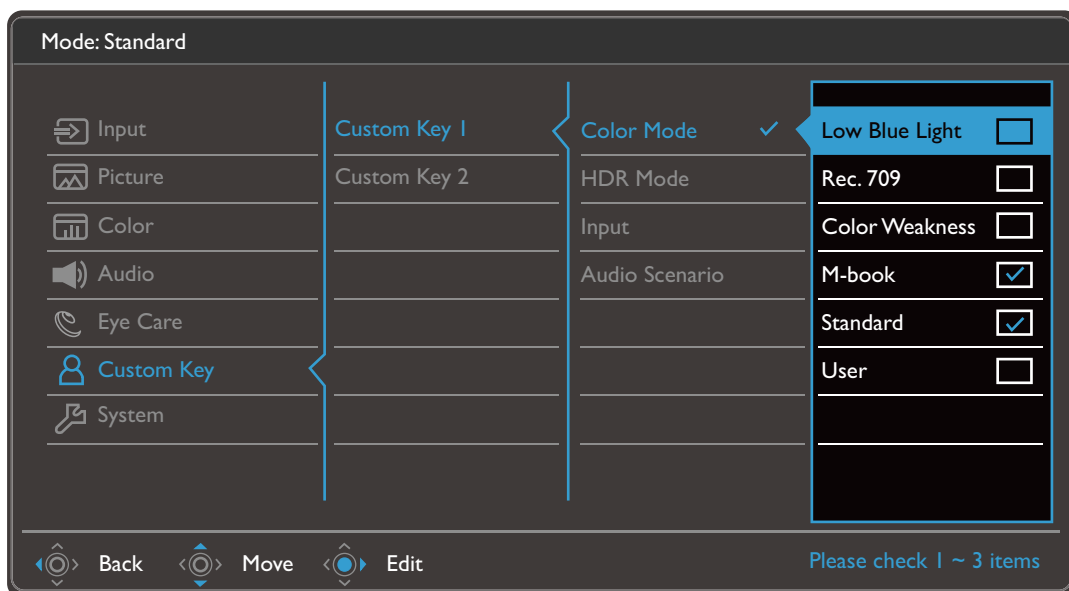 Mode: Standard
Input
Picture
Color
Audio
Eye Care
Custom Key
System
Custom Key 1
Custom Key 2
Color Mode
HDR Mode
Input
Audio Scenario
Low Blue Light
Rec. 709
Color Weakness
M-book
Standard
User
Back
Move
Edit
Please check 1 ~ 3 items